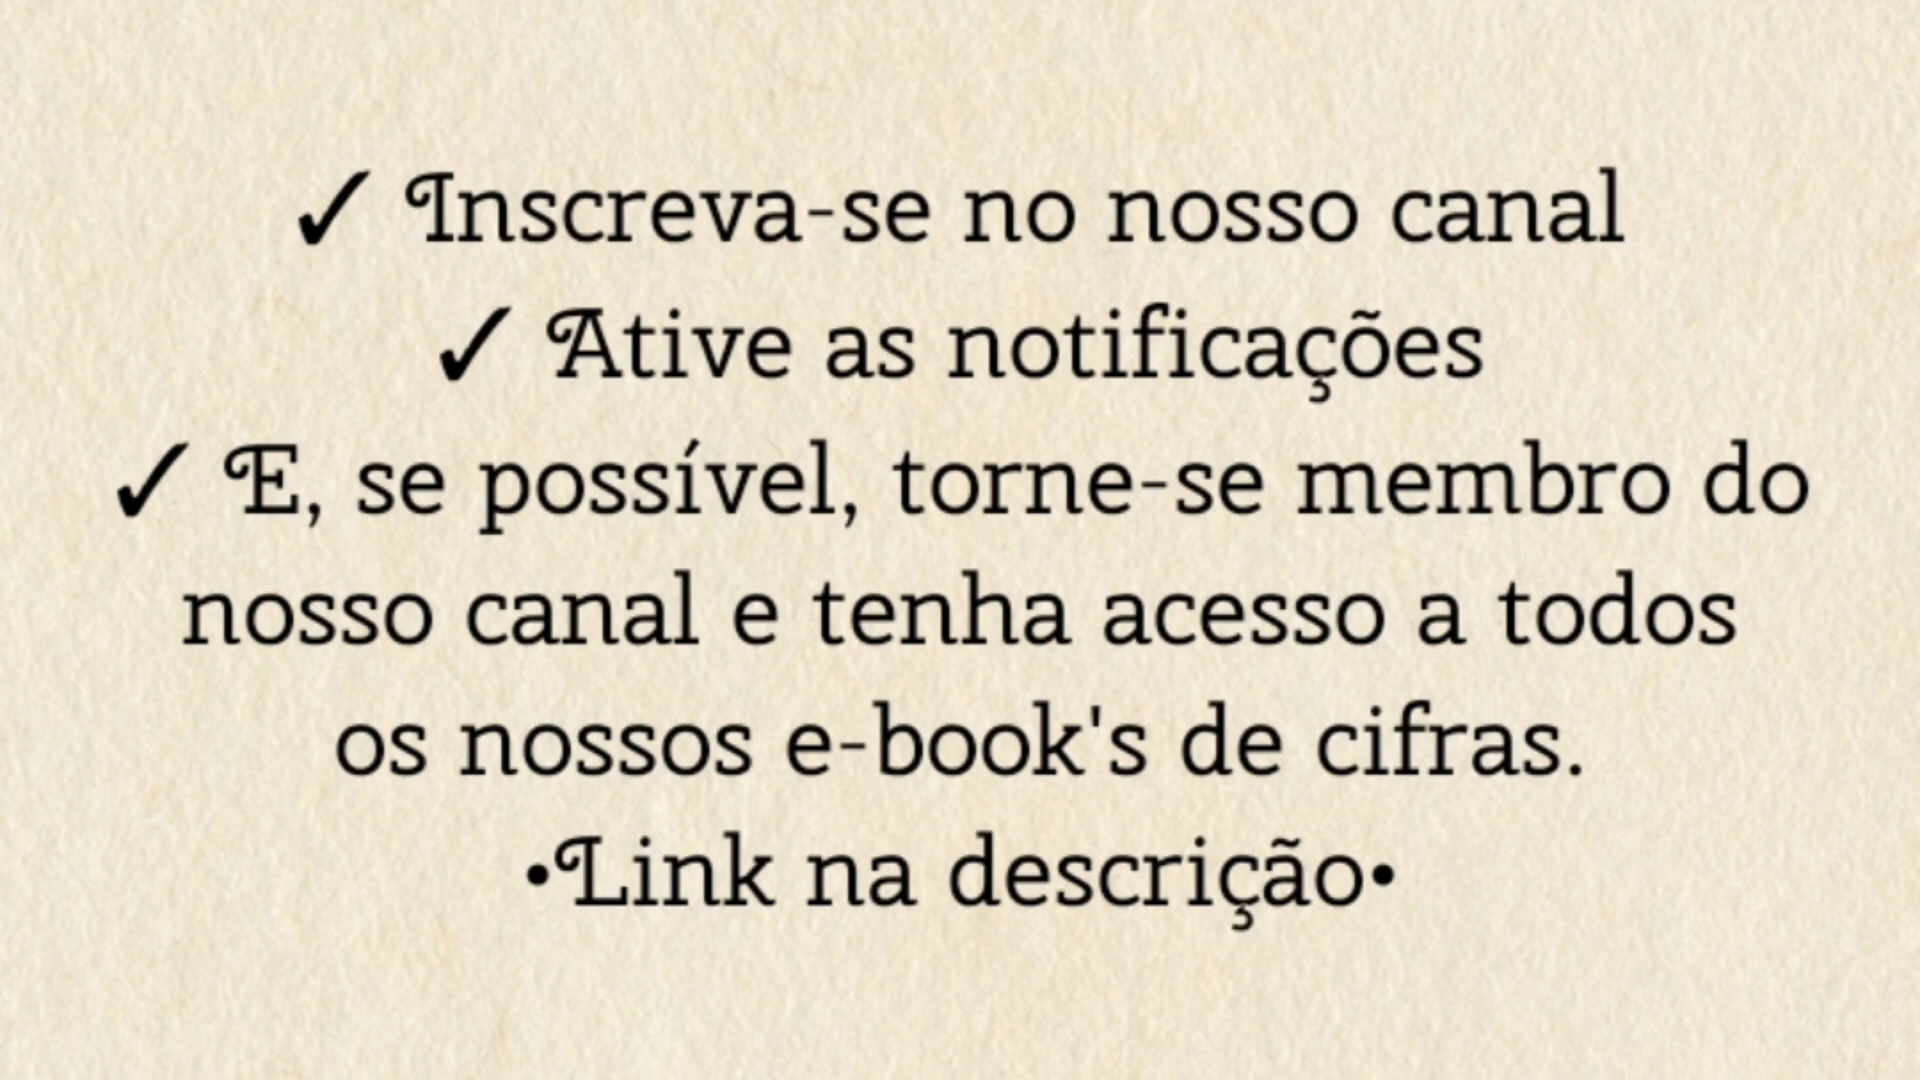 ✓ Inscreva-se no nosso canal
✓ Ative as notificações
✓ E, se possível, torne-se membro do
nosso canal e tenha acesso a todos
os nossos e-book's de cifras.
•Link na descrição•